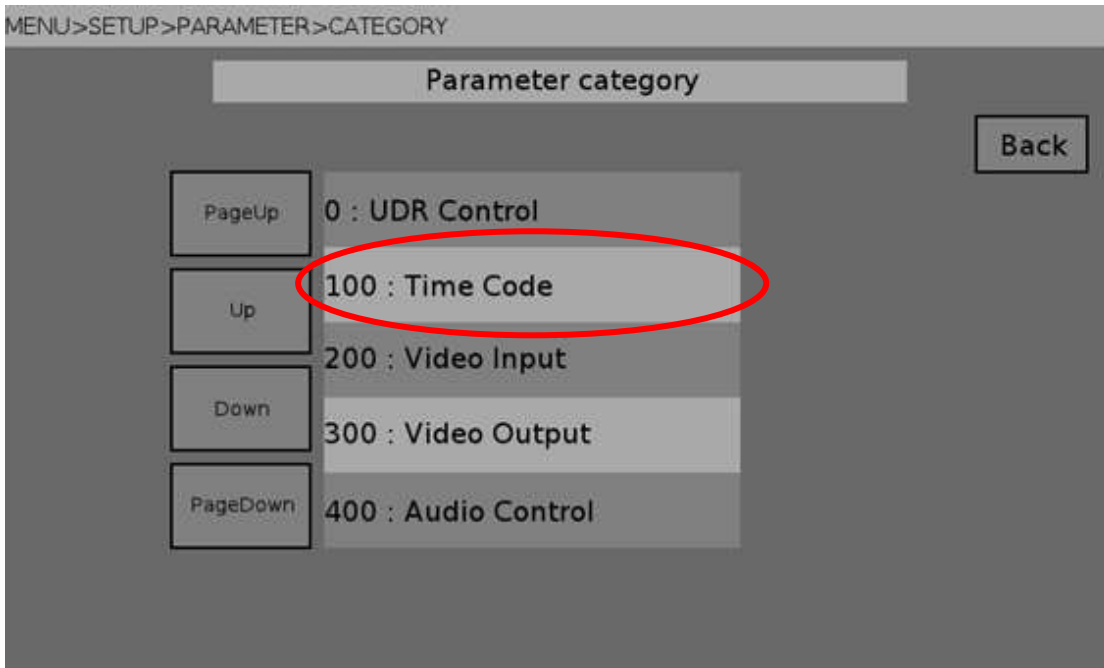 MENU>SETUP>PARAMETER>CATEGORY
Parameter category
Back
PageUp
0 : UDR Control
Up
100 : Time Code
200 : Video Input
Down
300 : Video Output
PageDown
400 : Audio Control